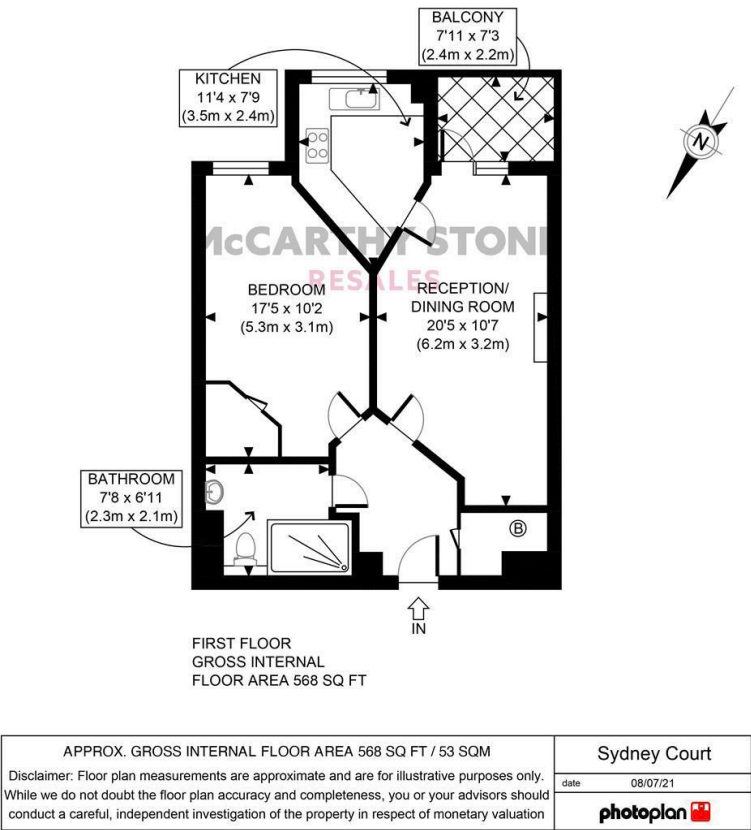 BALCONY
7'11 x 7'3
(2.4m x 2.2m)
KITCHEN
11'4 x 7'9
(3.5m x 2.4m)
N
McCARTHY STONE
RESALES
BEDROOM
17'5 x 10'2
(5.3m x 3.1m)
RECEPTION/
DINING ROOM
20'5 x 10'7
(6.2m x 3.2m)
BATHROOM
7'8 x 6'11
(2.3m x 2.1m)
B
IN
FIRST FLOOR
GROSS INTERNAL
FLOOR AREA 568 SQ FT
APPROX. GROSS INTERNAL FLOOR AREA 568 SQ FT / 53 SQM
Disclaimer: Floor plan measurements are approximate and are for illustrative purposes only.
While we do not doubt the floor plan accuracy and completeness, you or your advisors should
conduct a careful, independent investigation of the property in respect of monetary valuation
Sydney Court
date 08/07/21
photoplan